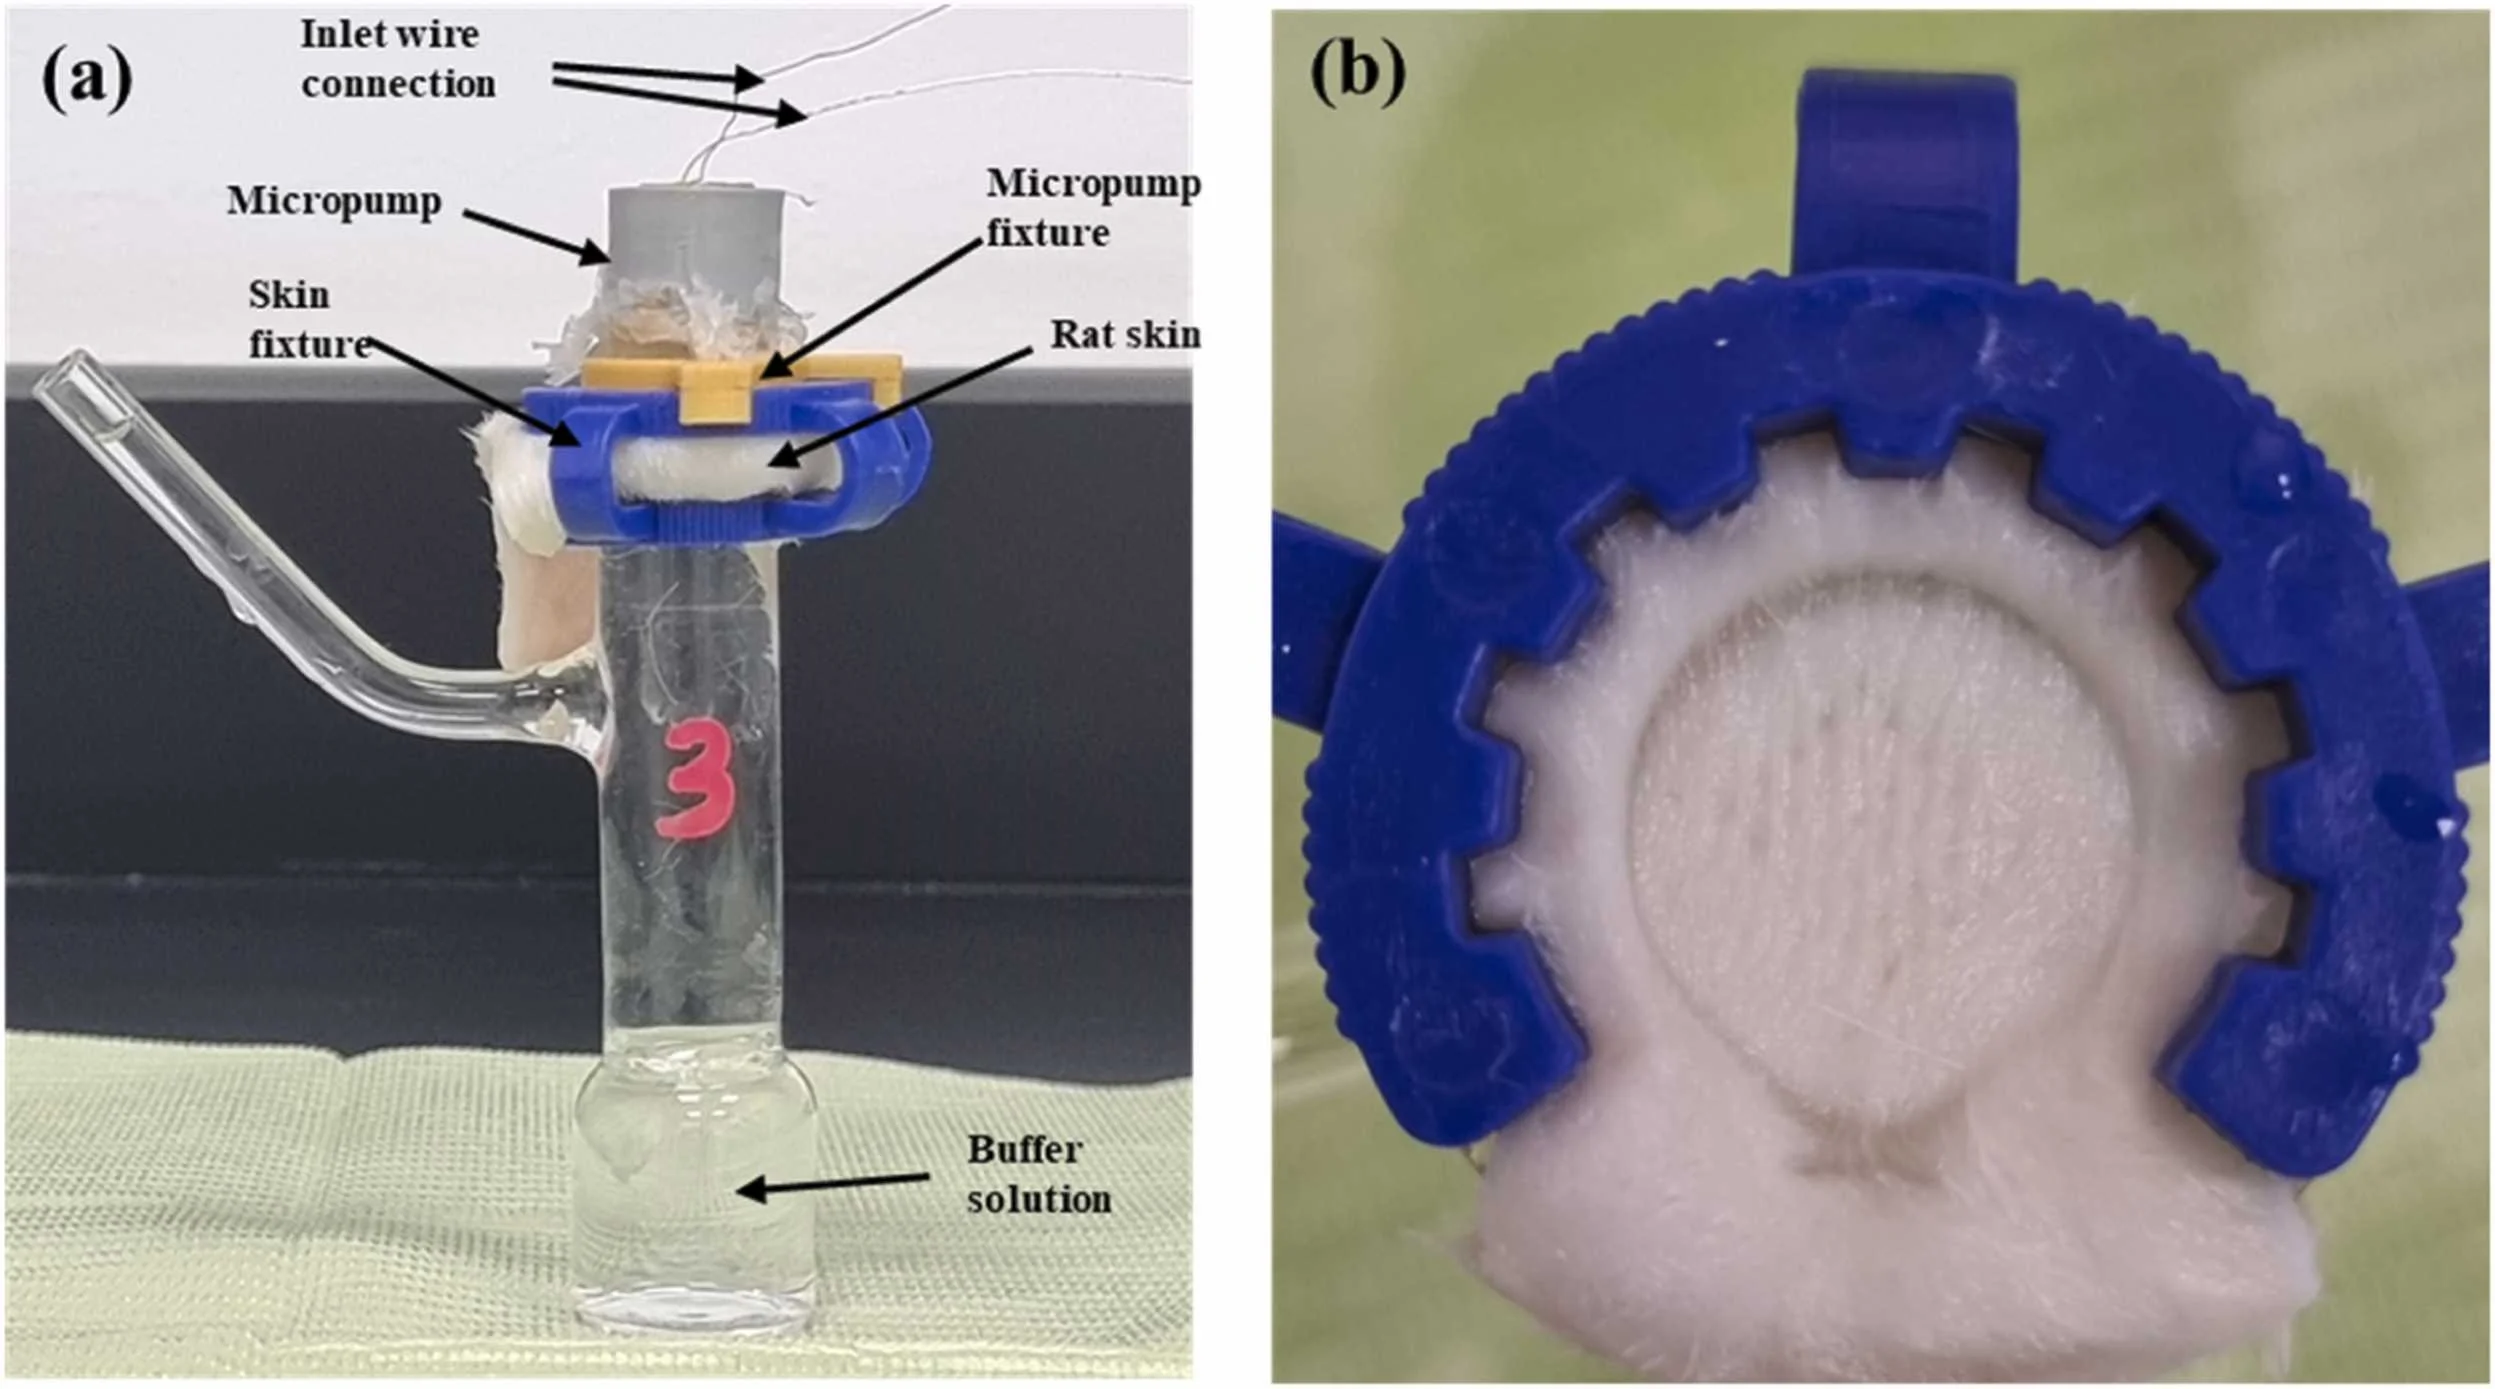 (a)
Inlet wire
connection
Micropump
Micropump
fixture
Skin
fixture
Rat skin
3
Buffer
solution
(b)